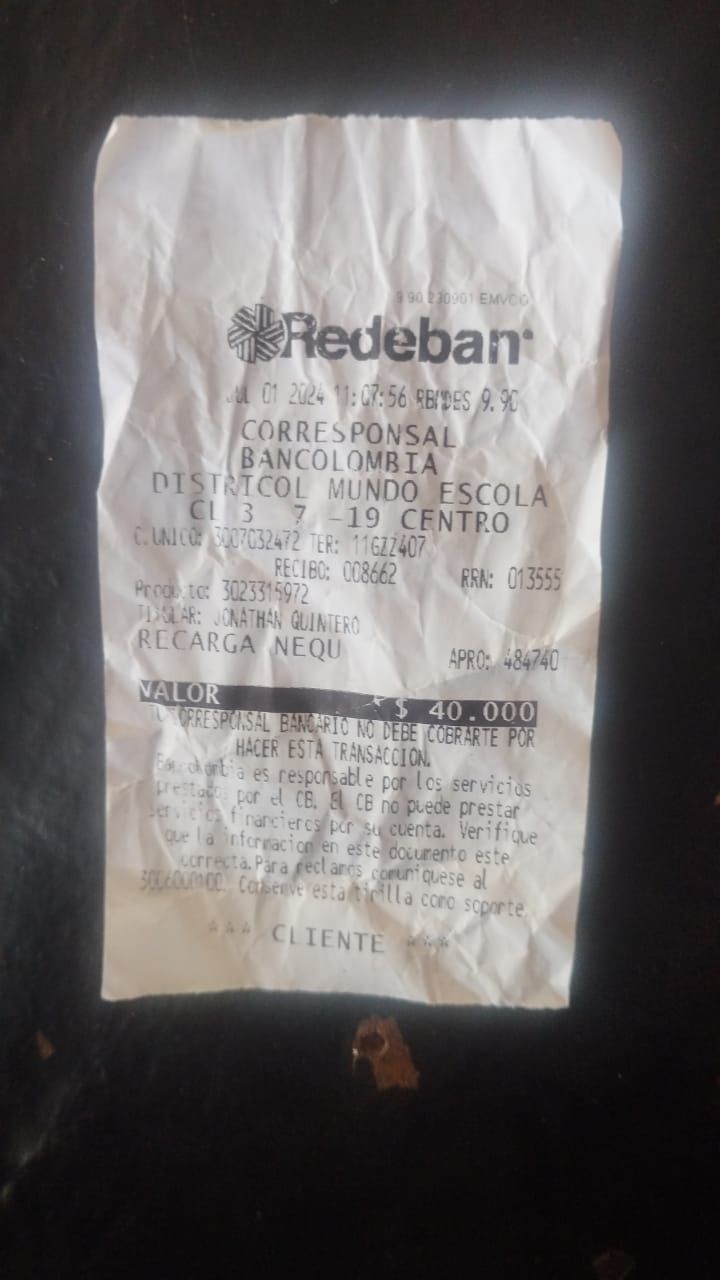 9 90 230901 EMVCO
Redeban
JUL 01 2024 11:07:56 RBMDES 9.90
CORRESPONSAL
BANCOLOMBIA
DISTRICOL MUNDO ESCOLA
CL 3 7 -19 CENTRO
C.UNICO: 3007032472 TER: 11GZZ407
RECIBO: 008662 RRN: 013555
Producto: 3023315972
TITULAR: JONATHAN QUINTERO
RECARGA NEQU
APRO: 484740
VALOR $ 40.000
CORRESPONSAL BANCARIO NO DEBE COBRARTE POR
HACER ESTA TRANSACCION.
Bancolombia es responsable por los servicios
prestados por el CB. El CB no puede prestar
servicios financieros por su cuenta. Verifique
que la informacion en este documento este
correcta.Para reclamos comuniquese al
Conserve esta tirilla como soporte.
*** CLIENTE ***